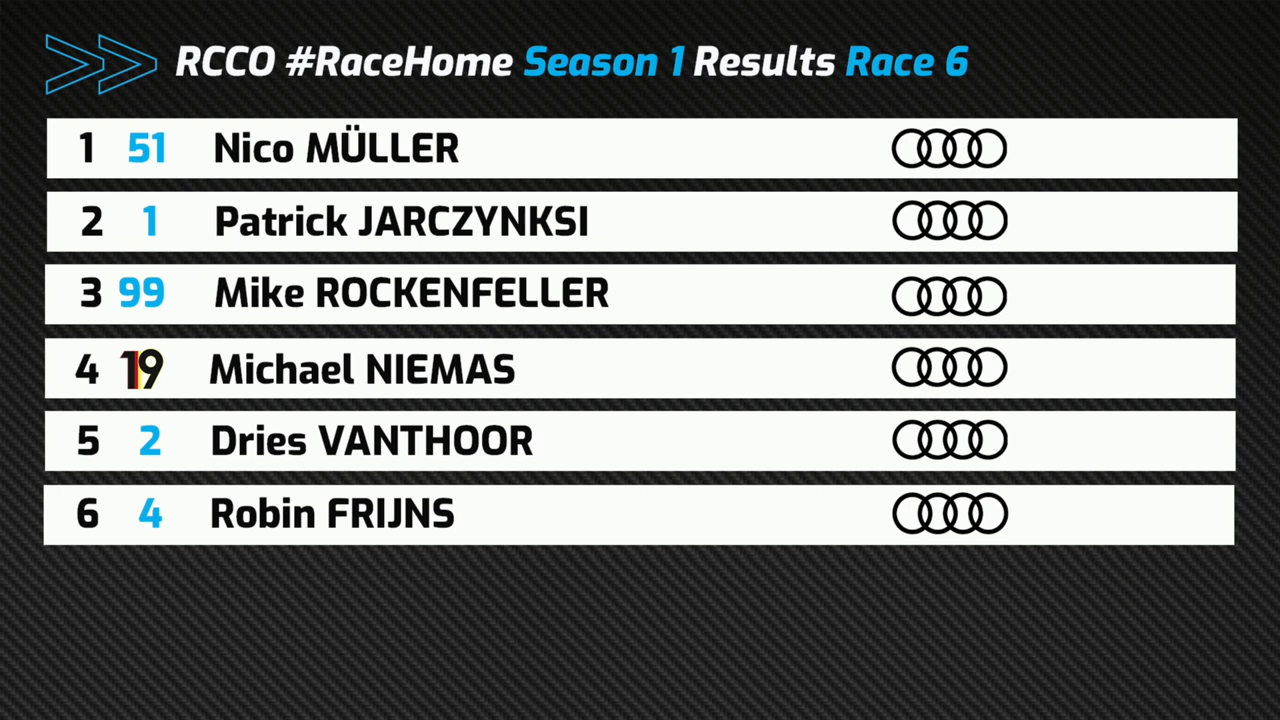 RCCO #RaceHome Season 1 Results Race 6
1 51 Nico MÜLLER
2 1 Patrick JARCZYNKSI
3 99 Mike ROCKENFELLER
4 19 Michael NIEMAS
5 2 Dries VANTHOOR
6 4 Robin FRIJNS